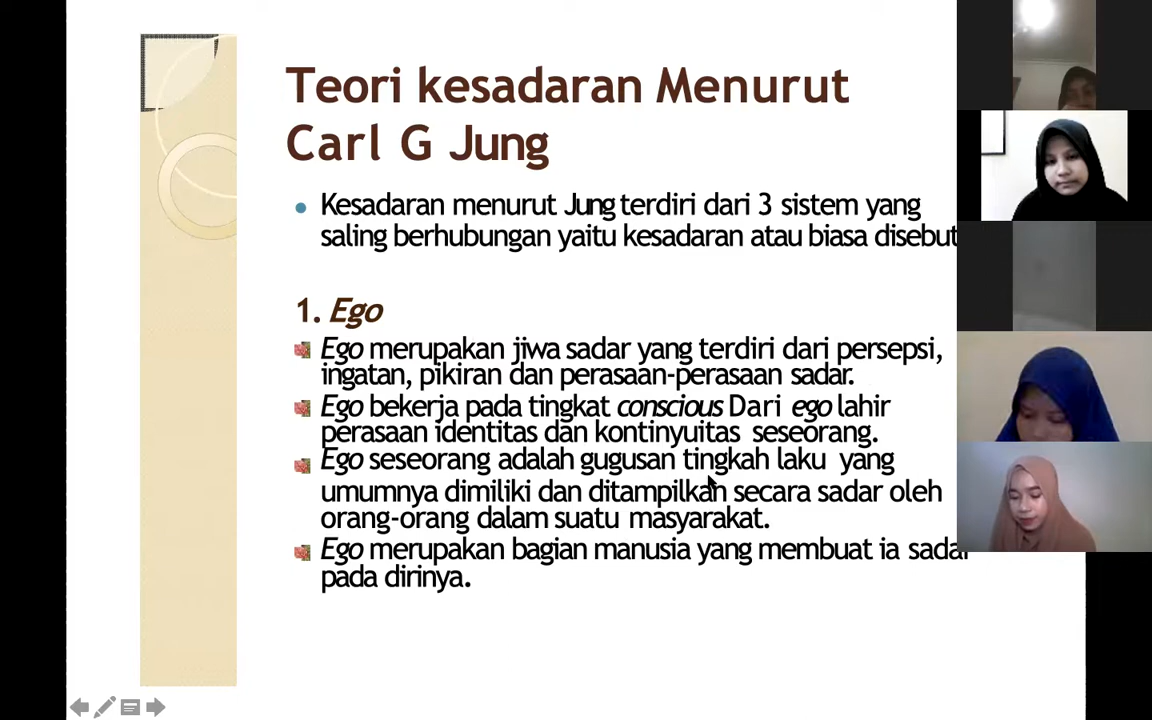 Teori kesadaran Menurut
Carl G Jung
Kesadaran menurut Jung terdiri dari 3 sistem yang
saling berhubungan yaitu kesadaran atau biasa disebut
1. Ego
Ego merupakan jiwa sadar yang terdiri dari persepsi,
ingatan, pikiran dan perasaan-perasaan sadar.
Ego bekerja pada tingkat conscious Dari ego lahir
perasaan identitas dan kontinyuitas seseorang.
Ego seseorang adalah gugusan tingkah laku yang
umumnya dimiliki dan ditampilkan secara sadar oleh
orang-orang dalam suatu masyarakat.
Ego merupakan bagian manusia yang membuat ia sadar
pada dirinya.